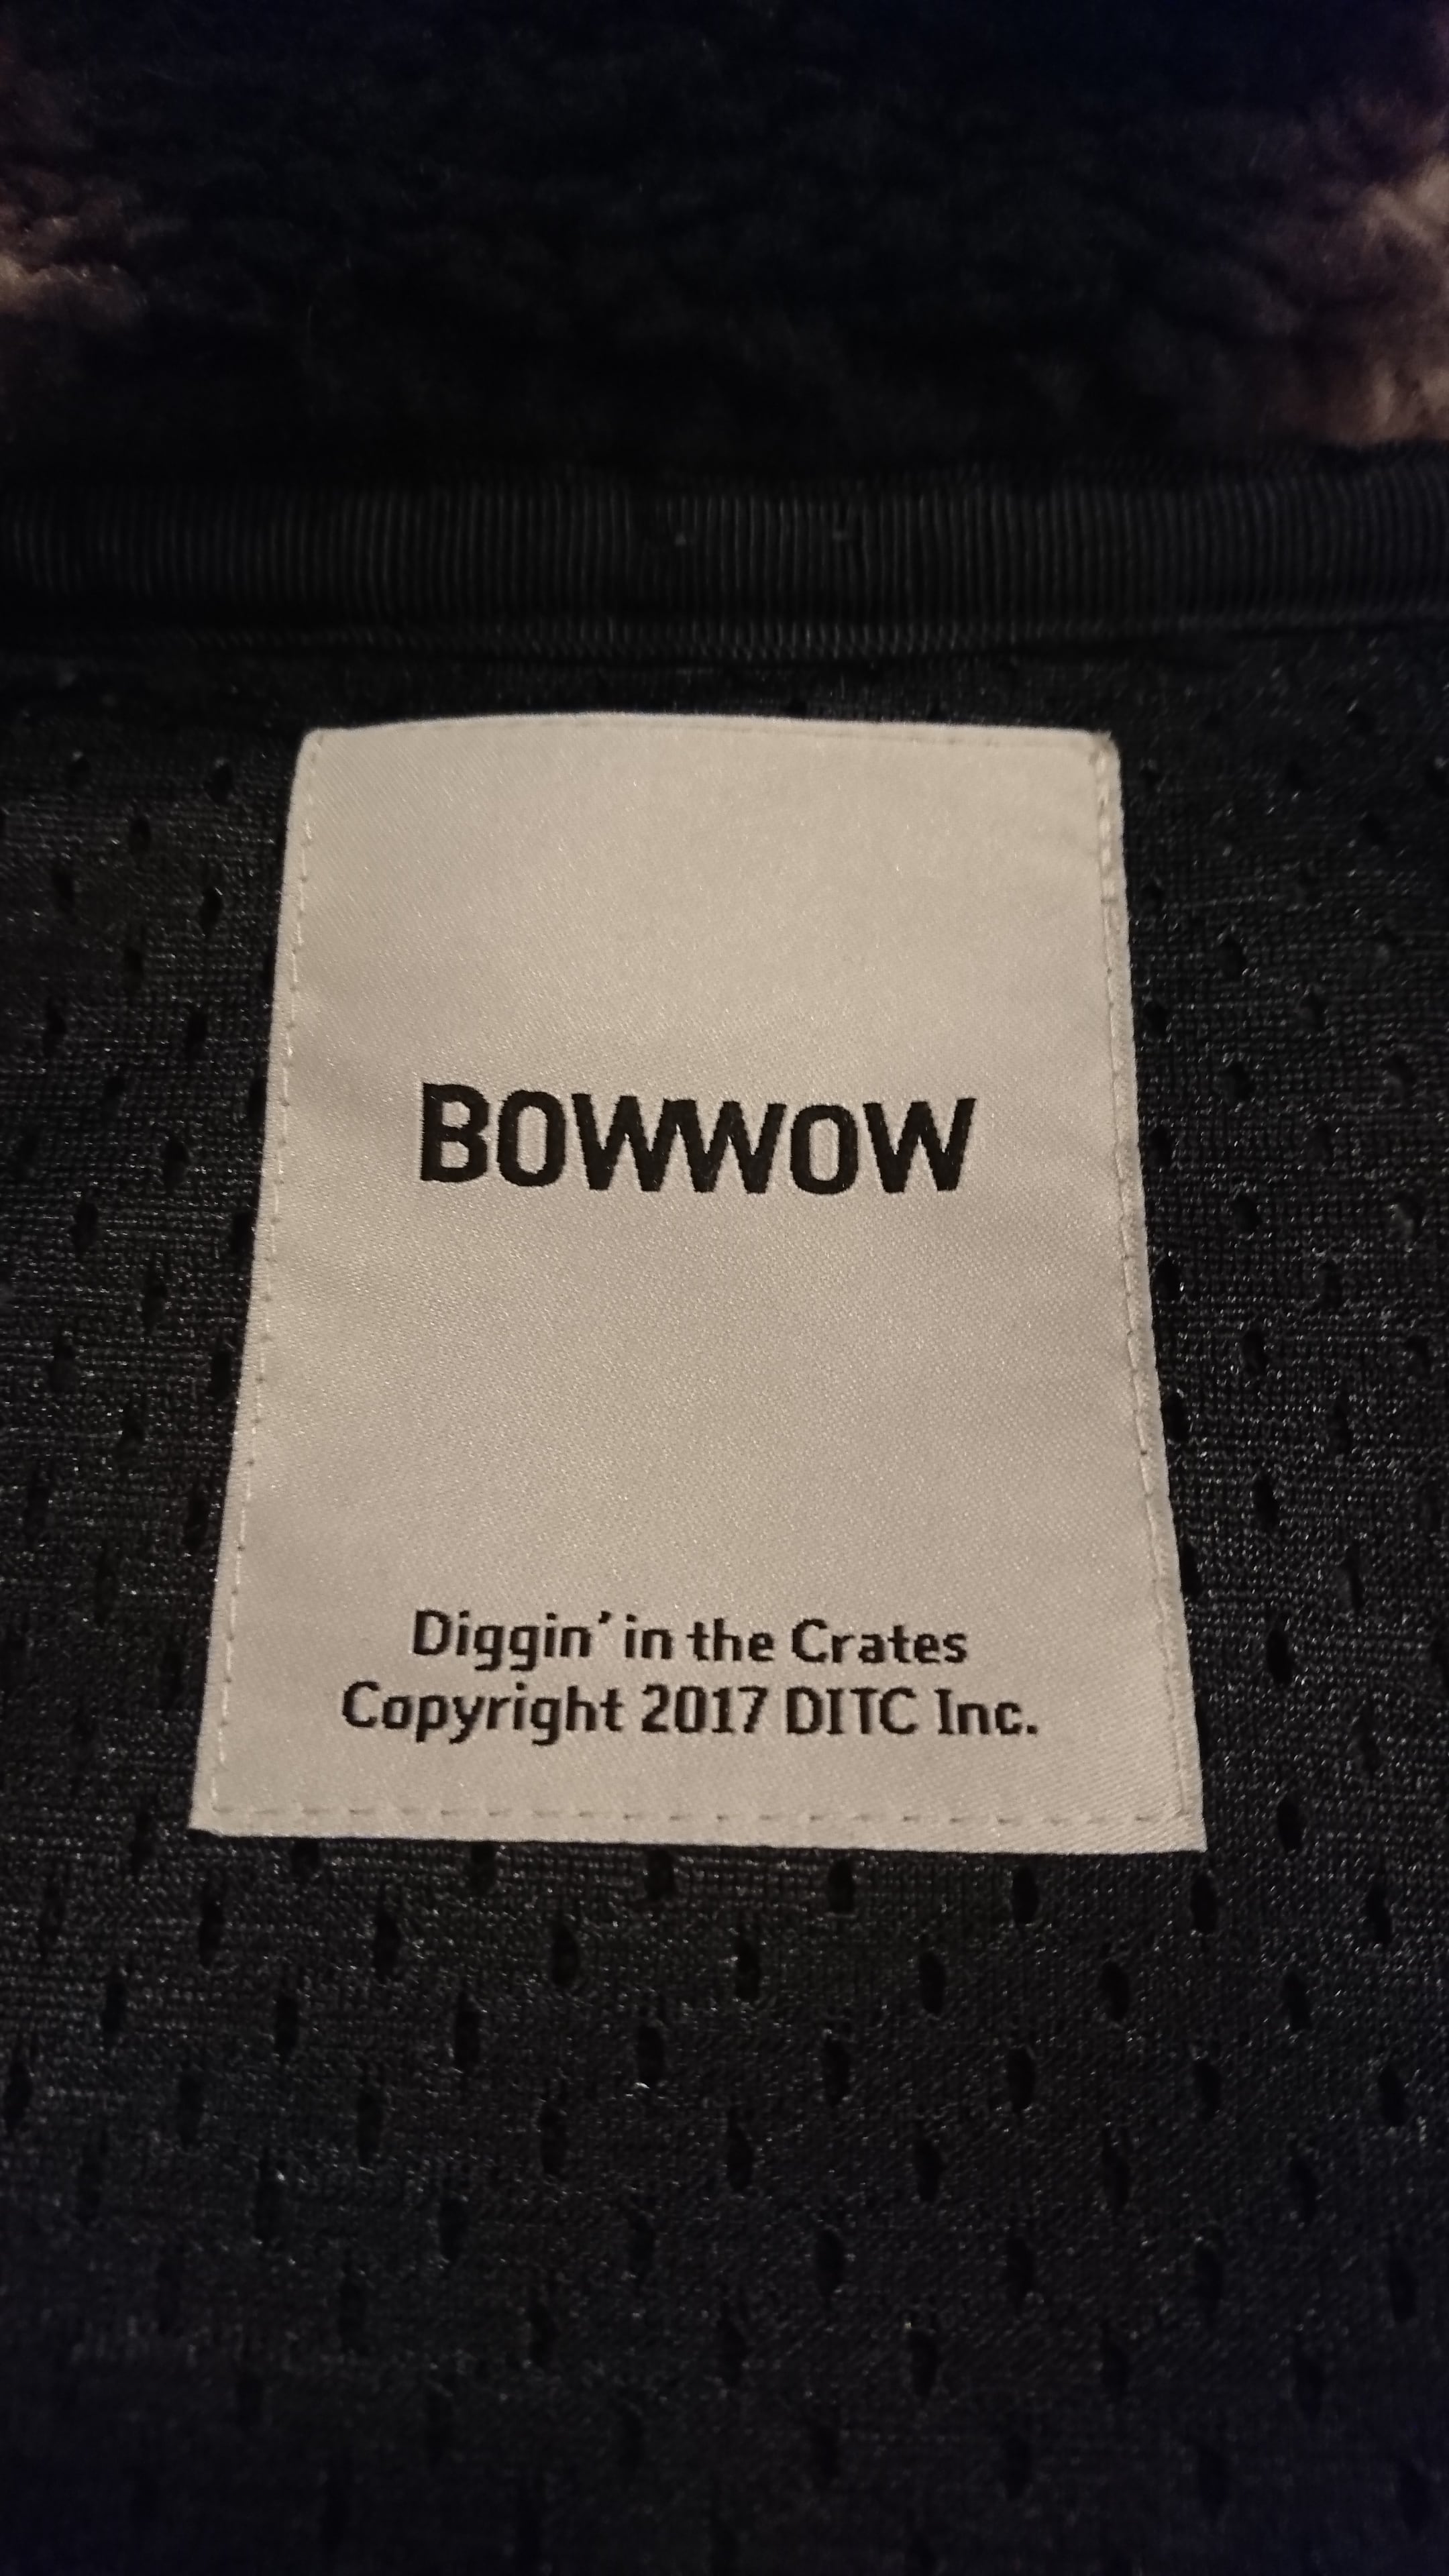 BOWWOW
Diggin' in the Crates
Copyright 2017 DITC Inc.